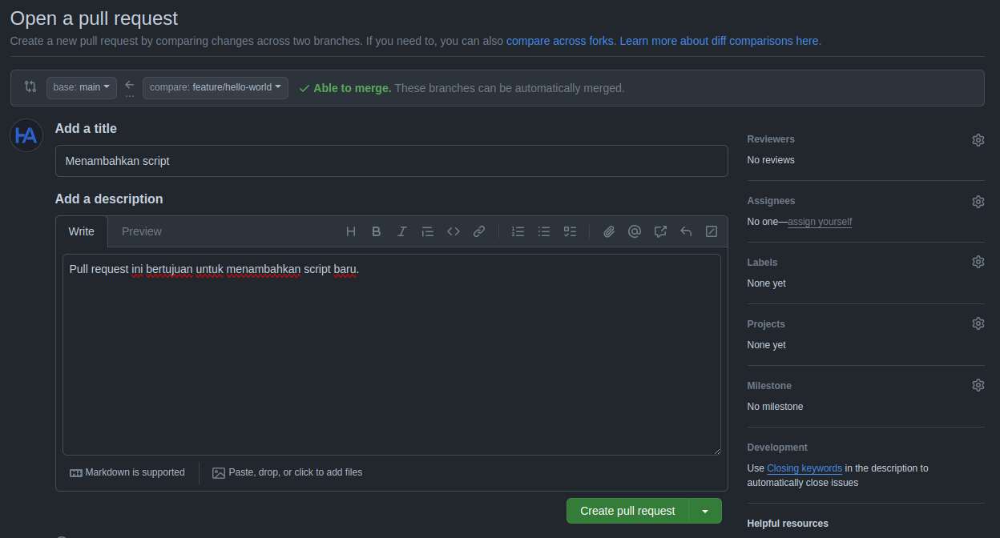 Open a pull request
Create a new pull request by comparing changes across two branches. If you need to, you can also compare across forks. Learn more about diff comparisons here.
base: main
...
compare: feature/hello-world
Able to merge. These branches can be automatically merged.
HA
Add a title
Menambahkan script
Add a description
Write
Preview
Pull request ini bertujuan untuk menambahkan script baru.
Markdown is supported
Paste, drop, or click to add files
Create pull request
Reviewers
No reviews
Assignees
No one—assign yourself
Labels
None yet
Projects
None yet
Milestone
No milestone
Development
Use Closing keywords in the description to
automatically close issues
Helpful resources